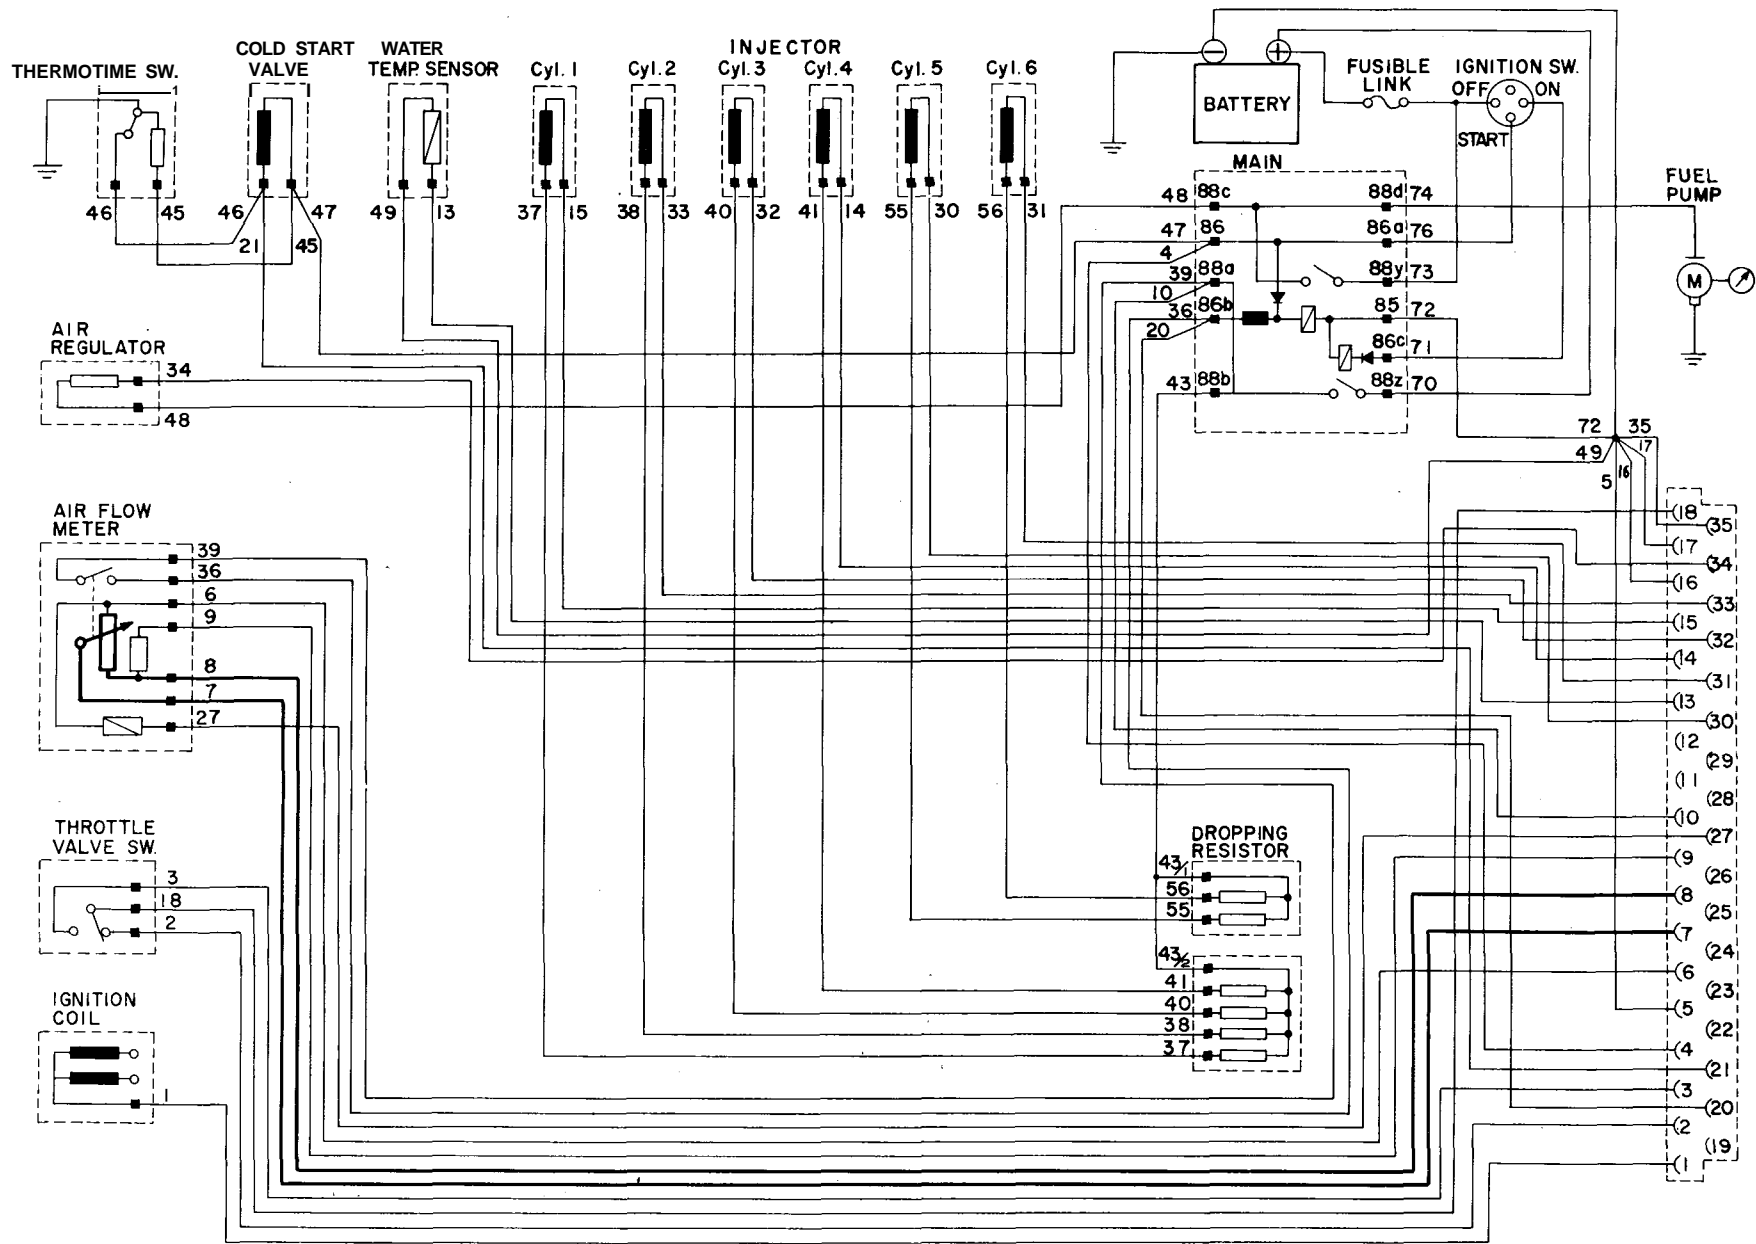 COLD START
VALVE
WATER
TEMP. SENSOR
THERMOTIME SW.
INJECTOR
Cyl. 1
Cyl. 2
Cyl. 3
Cyl. 4
Cyl. 5
Cyl. 6
BATTERY
FUSIBLE
LINK
IGNITION SW.
OFF
ON
START
46
45
46
47
21
45
49
13
37
15
38
33
40
32
41
14
55
30
56
31
MAIN
48
88c
88d
74
47
86
86a
76
4
39
88a
88y
73
10
36
86b
85
72
20
86c
71
43
88b
88z
70
FUEL
PUMP
M
AIR
REGULATOR
34
48
72
35
49
17
16
5
AIR FLOW
METER
39
36
6
9
8
7
27
THROTTLE
VALVE SW.
3
18
2
IGNITION
COIL
1
DROPPING
RESISTOR
43/1
56
55
43/2
41
40
38
37
(18
(35
(17
(34
(16
(33
(15
(32
(14
(31
(13
(30
(12
(29
(11
(28
(10
(27
(9
(26
(8
(25
(7
(24
(6
(23
(5
(22
(4
(21
(3
(20
(2
(19
(1